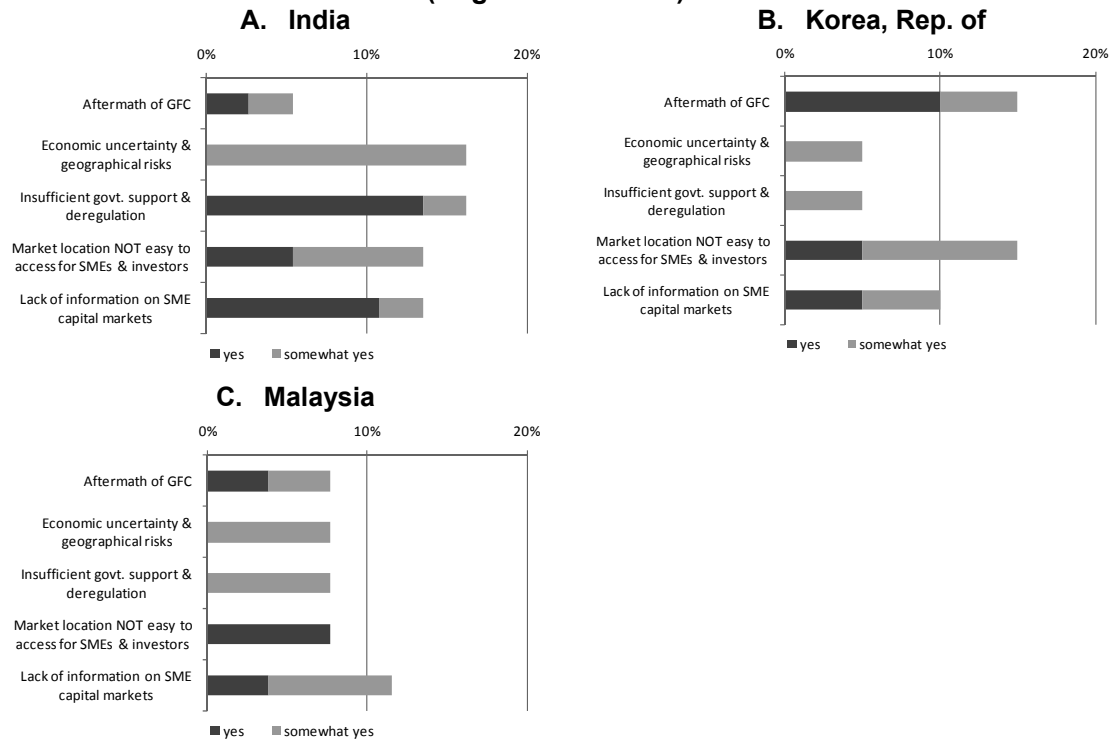 A. India
0% 10% 20%
Aftermath of GFC
Economic uncertainty &
geographical risks
Insufficient govt. support &
deregulation
Market location NOT easy to
access for SMEs & investors
Lack of information on SME
capital markets
yes somewhat yes
B. Korea, Rep. of
0% 10% 20%
Aftermath of GFC
Economic uncertainty &
geographical risks
Insufficient govt. support &
deregulation
Market location NOT easy to
access for SMEs & investors
Lack of information on SME
capital markets
yes somewhat yes
C. Malaysia
0% 10% 20%
Aftermath of GFC
Economic uncertainty &
geographical risks
Insufficient govt. support &
deregulation
Market location NOT easy to
access for SMEs & investors
Lack of information on SME
capital markets
yes somewhat yes